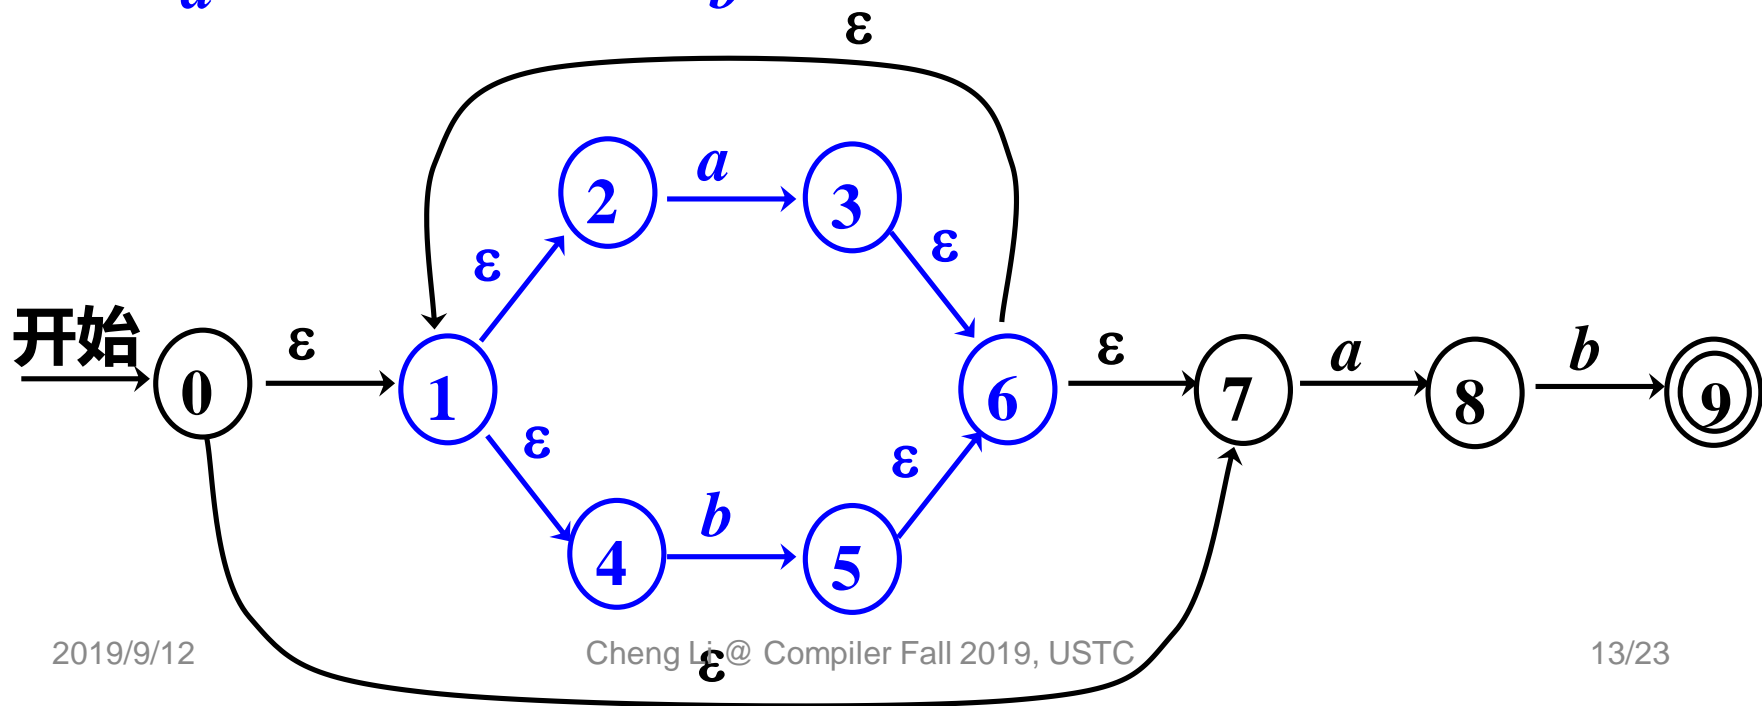 a b
ε
2 a 3
ε ε
开始 0 ε 1 6 ε 7 a 8 b 9
ε ε
4 b 5
2019/9/12 Cheng Li @ Compiler Fall 2019, USTC 13/23
ε